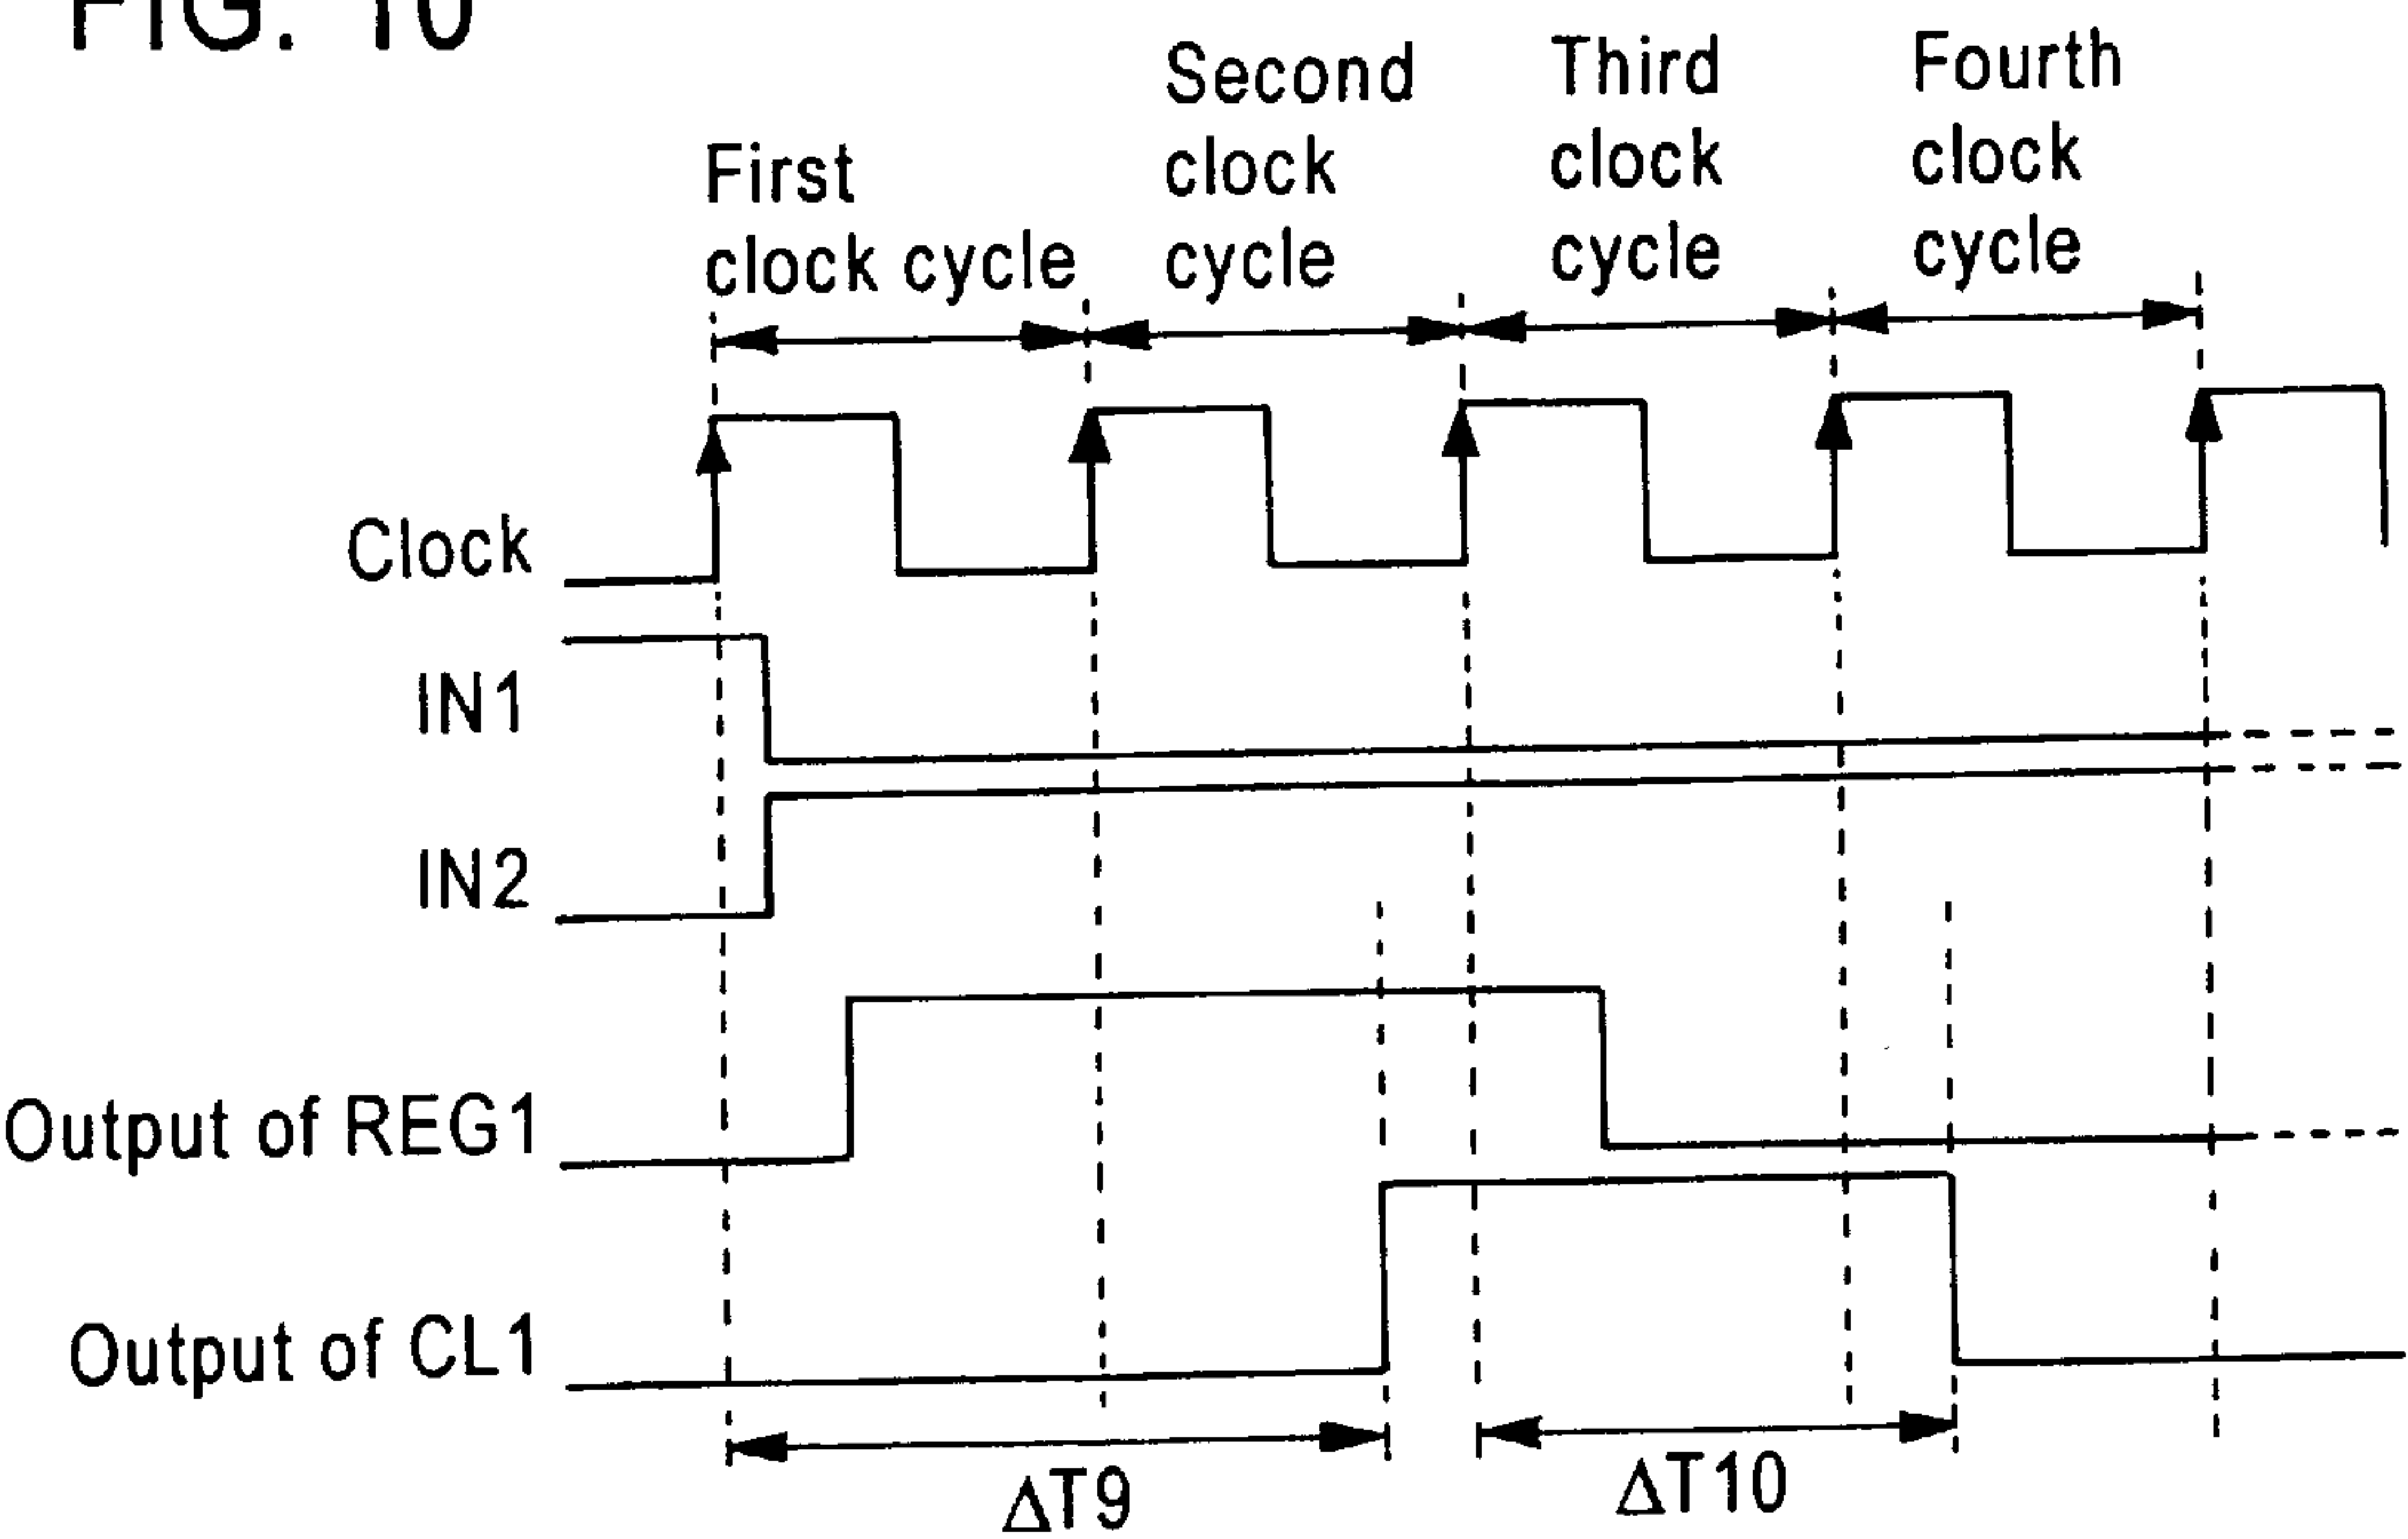 FIG. 10
First
clock cycle
Second
clock
cycle
Third
clock
cycle
Fourth
clock
cycle
Clock
IN1
IN2
Output of REG1
Output of CL1
ΔT9
ΔT10